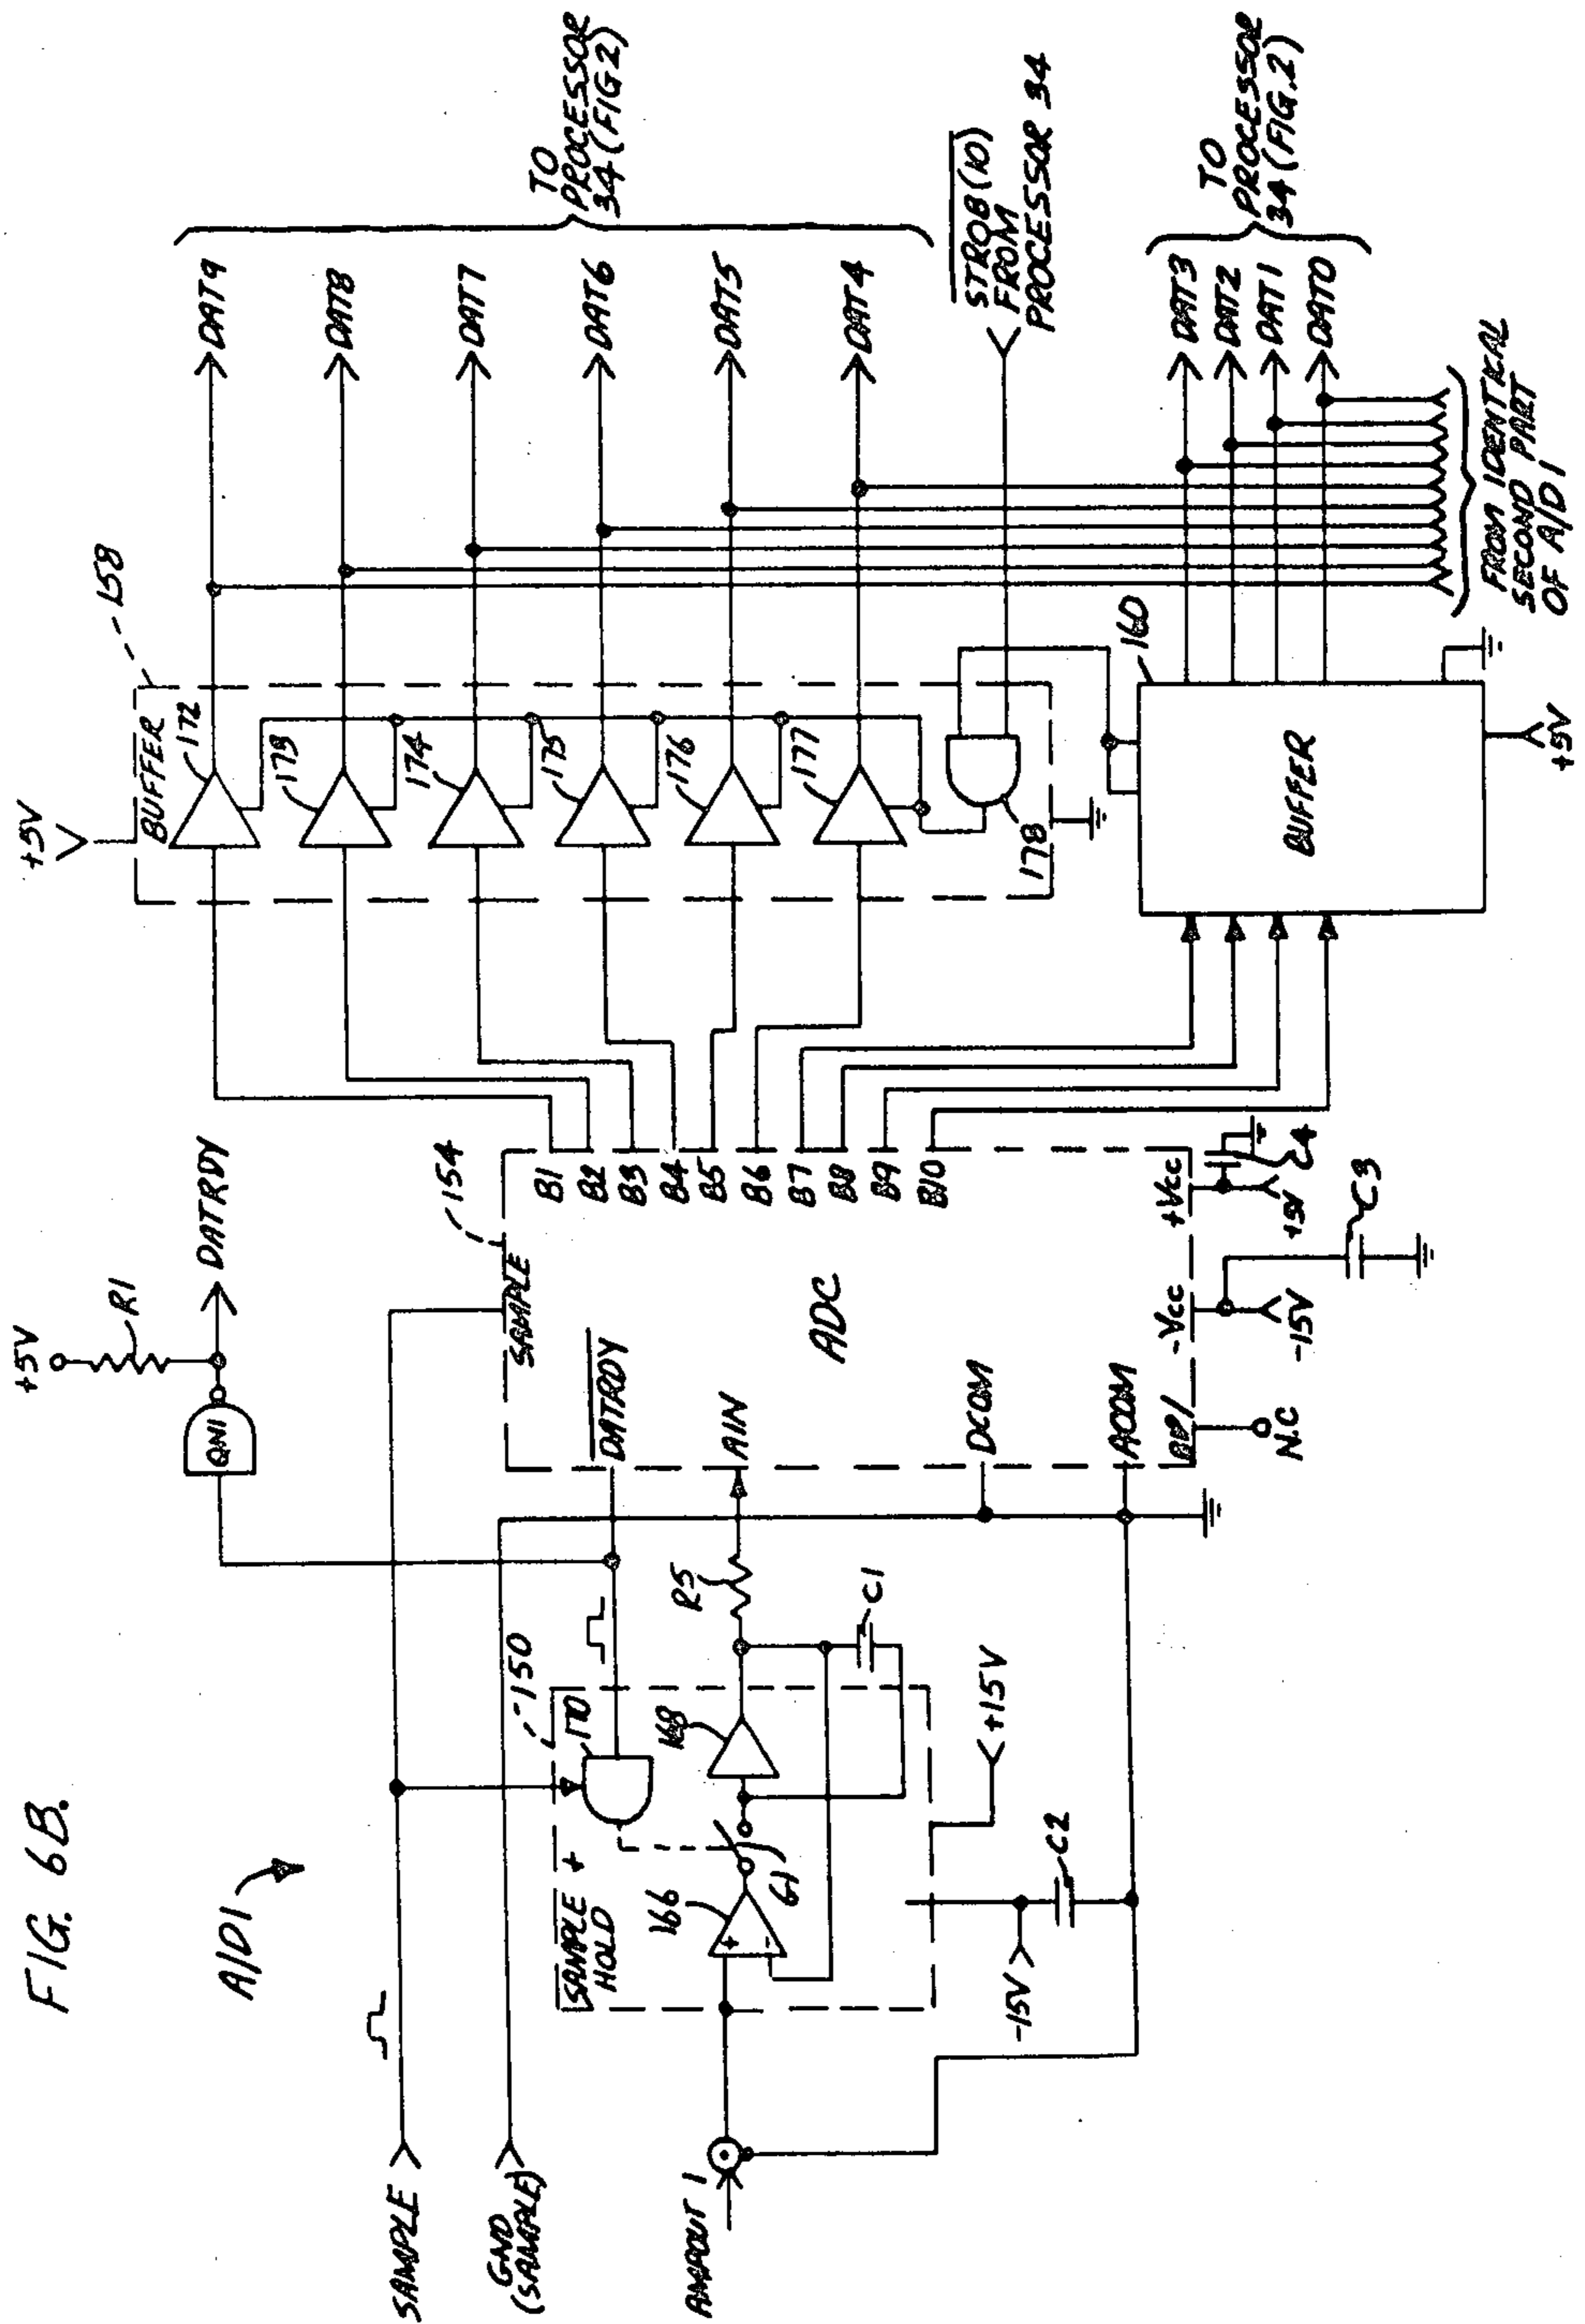 FIG. 6B.
A/D1
SAMPLE
GND
(SAMPLE)
AMPOUT 1
+5V
R1
QN1
DATRDY
150
170
SAMPLE +
HOLD
166
61
168
R5
C1
+15V
-15V
C2
154
SAMPLE
DATRDY
AIN
ADC
DCOM
ACOM
N.C
-Vcc
+Vcc
-15V
+5V
C3
C4
B1
B2
B3
B4
B5
B6
B7
B8
B9
B10
+5V
BUFFER
158
172
173
174
175
176
177
178
DAT9
DAT8
DAT7
DAT6
DAT5
DAT4
TO
PROCESSOR
34 (FIG 2)
STROB(10)
FROM
PROCESSOR 34
160
BUFFER
+5V
DAT3
DAT2
DAT1
DAT0
TO
PROCESSOR
34 (FIG.2)
FROM IDENTICAL
SECOND PART
OF A/D 1